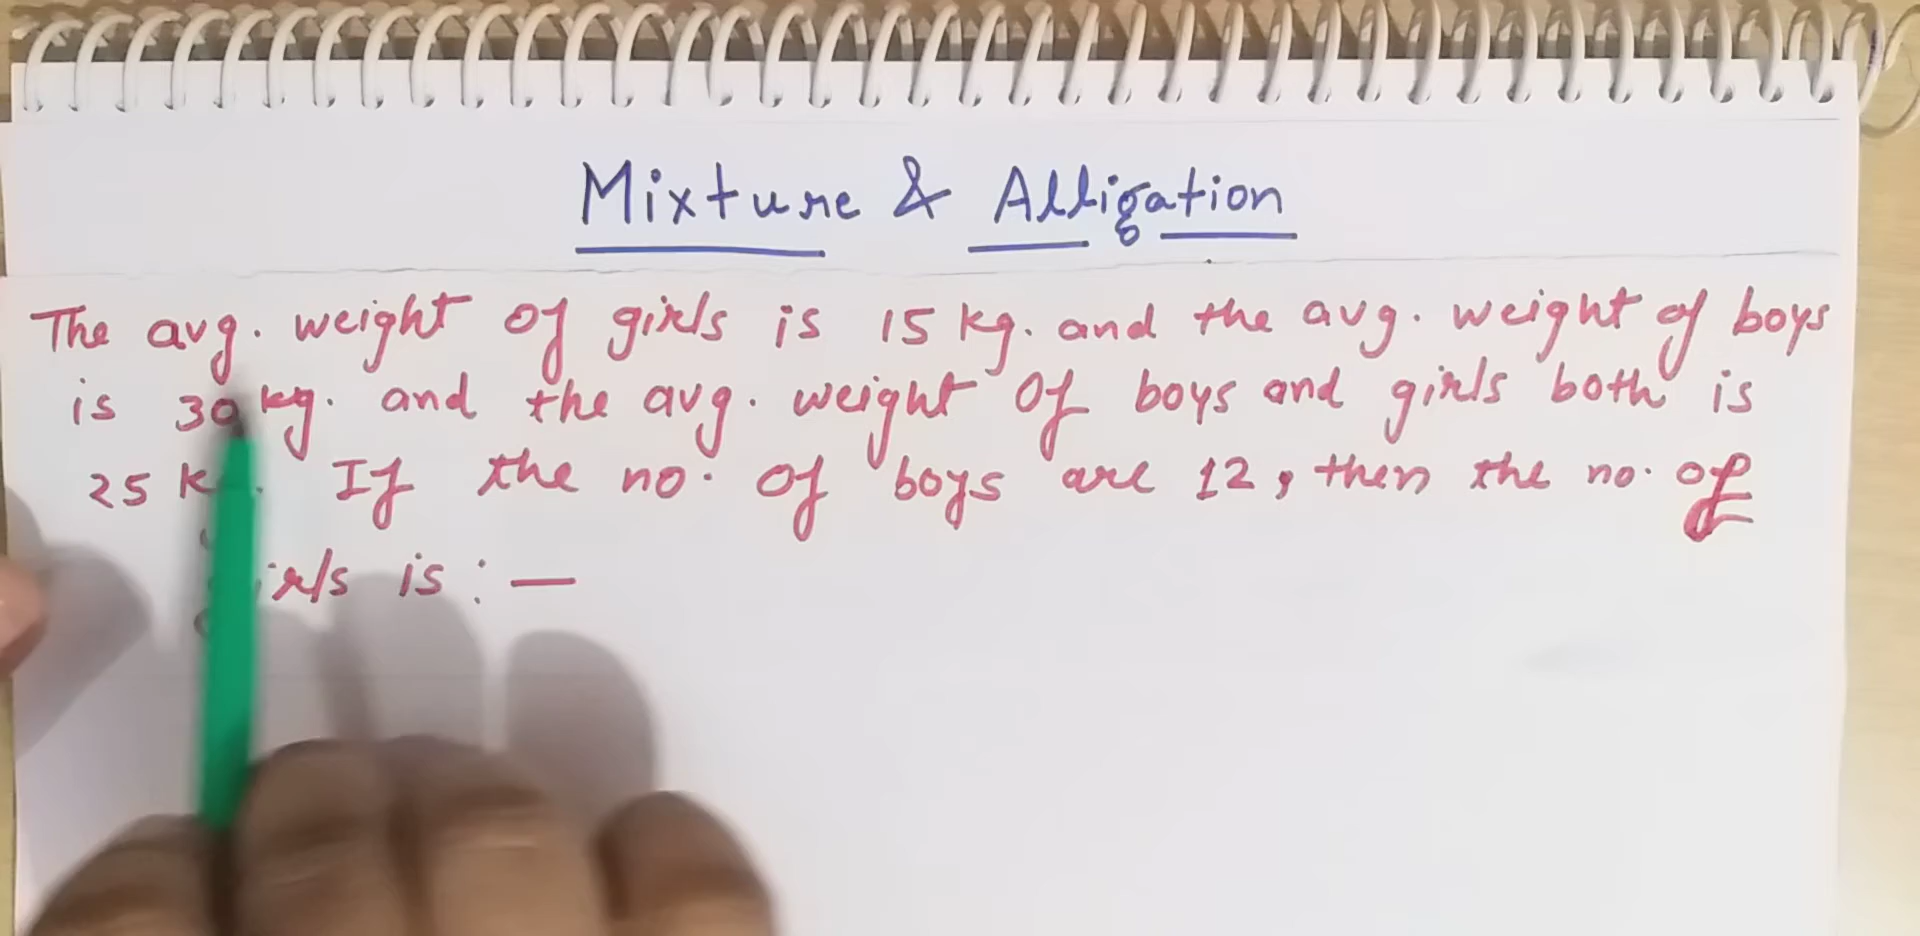 Mixture & Alligation
The avg. weight of girls is 15 kg. and the avg. weight of boys
is 30 kg. and the avg. weight of boys and girls both is
25 If the no. of boys are 12, then the no. of
is : —